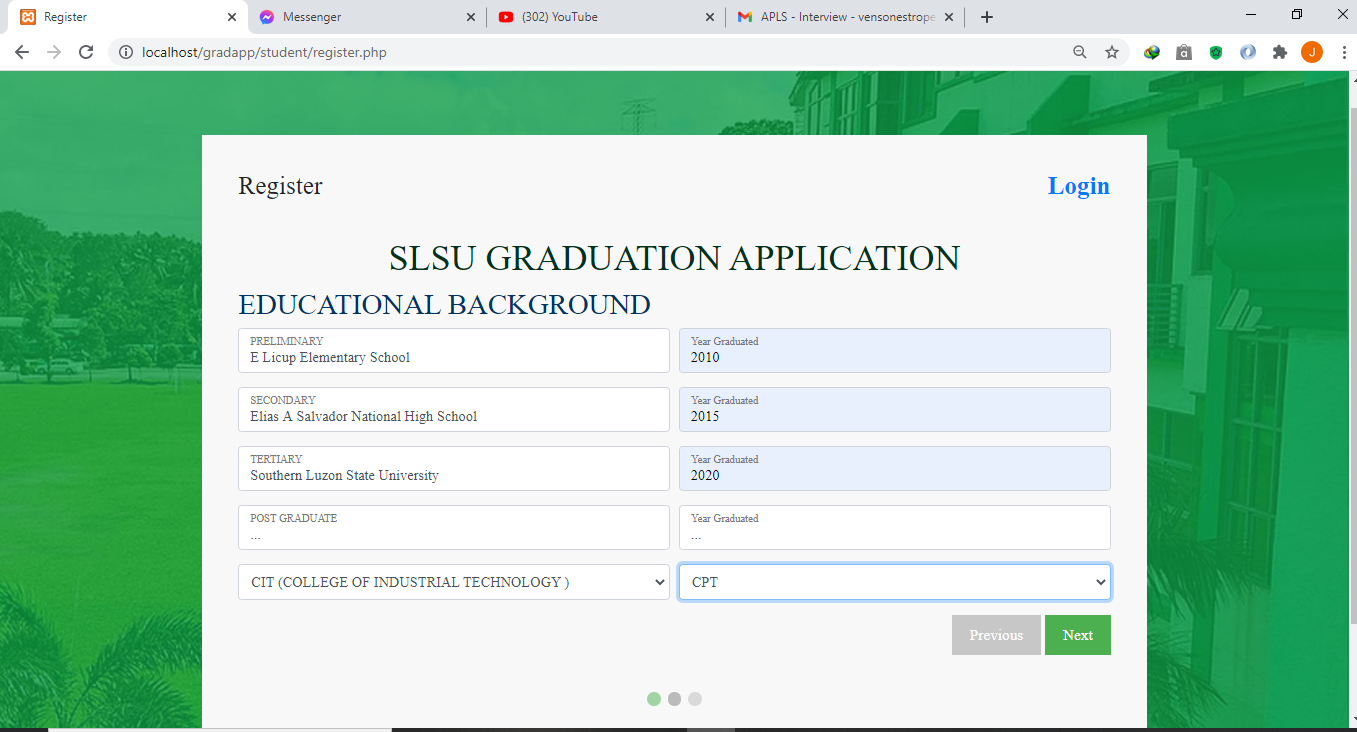 Register
Messenger
(302) YouTube
APLS - Interview - vensonestrope
localhost/gradapp/student/register.php
J
Register
Login
SLSU GRADUATION APPLICATION
EDUCATIONAL BACKGROUND
PRELIMINARY
E Licup Elementary School
Year Graduated
2010
SECONDARY
Elias A Salvador National High School
Year Graduated
2015
TERTIARY
Southern Luzon State University
Year Graduated
2020
POST GRADUATE
...
Year Graduated
...
CIT (COLLEGE OF INDUSTRIAL TECHNOLOGY )
CPT
Previous
Next